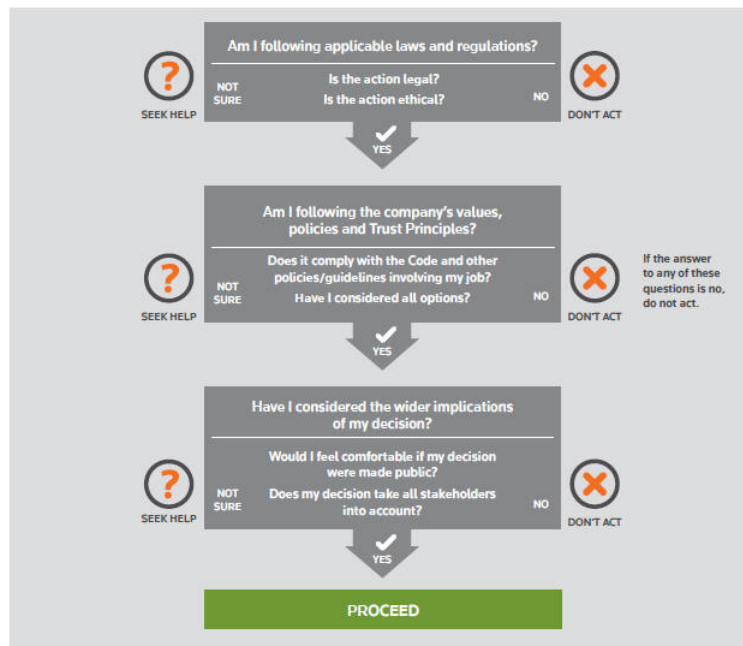 Am I following applicable laws and regulations?
Is the action legal?
Is the action ethical?
NOT
SURE
NO
?
SEEK HELP
DON'T ACT
YES
Am I following the company's values,
policies and Trust Principles?
Does it comply with the Code and other
policies/guidelines involving my job?
Have I considered all options?
NOT
SURE
NO
?
SEEK HELP
DON'T ACT
If the answer
to any of these
questions is no,
do not act.
YES
Have I considered the wider implications
of my decision?
Would I feel comfortable if my decision
were made public?
Does my decision take all stakeholders
into account?
NOT
SURE
NO
?
SEEK HELP
DON'T ACT
YES
PROCEED